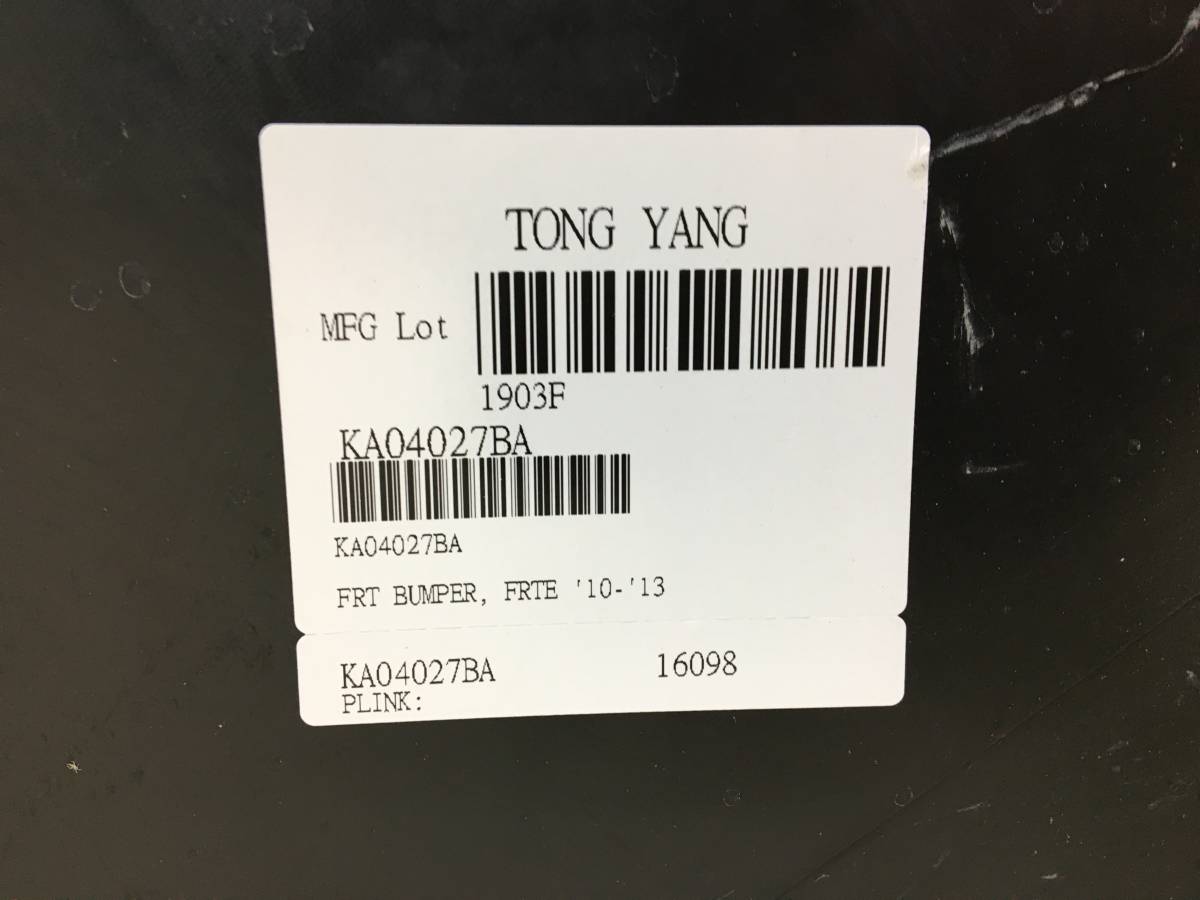 TONG YANG
MFG Lot
1903F
KA04027BA
KA04027BA
FRT BUMPER, FRTE '10-'13
KA04027BA 16098
PLINK: